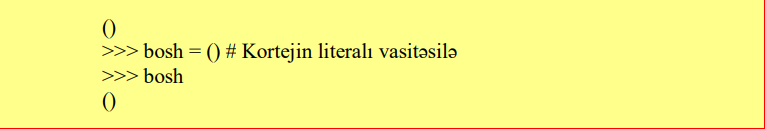 ()
>>> bosh = () # Kortejin literalı vasitəsilə
>>> bosh
()